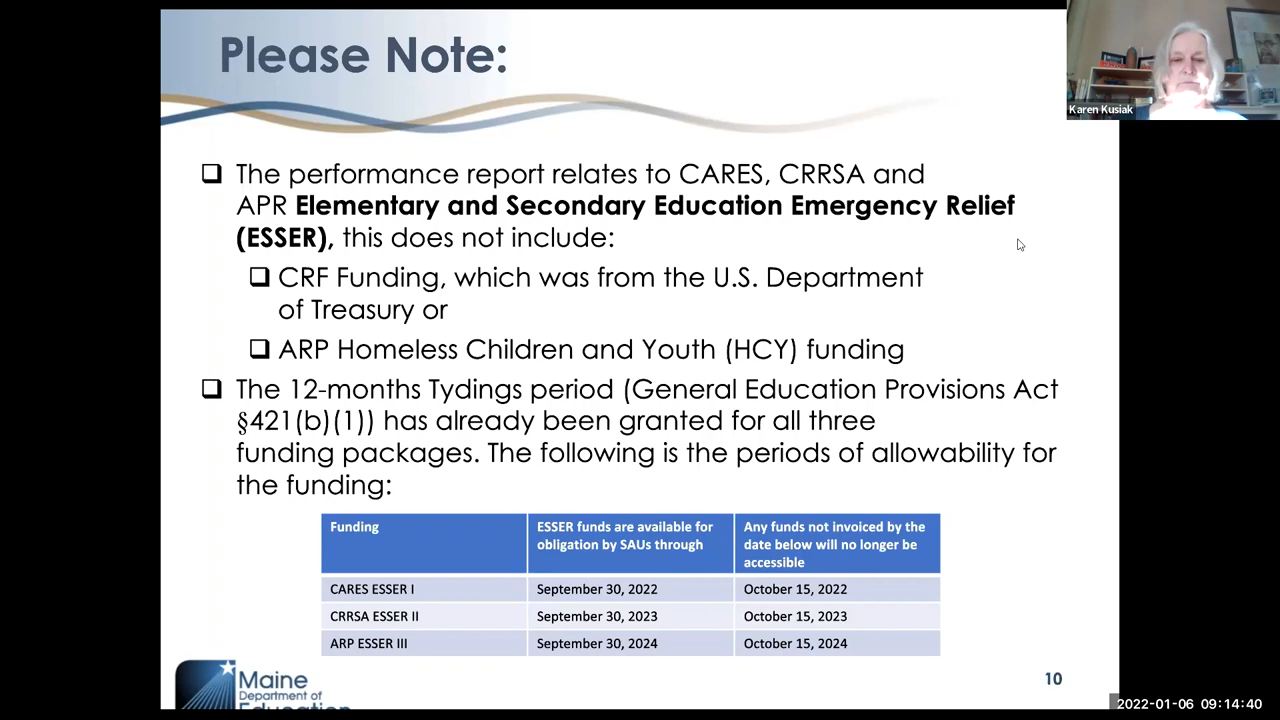 Please Note:
Karen Kusiak
❑ The performance report relates to CARES, CRRSA and
APR Elementary and Secondary Education Emergency Relief
(ESSER), this does not include:
❑ CRF Funding, which was from the U.S. Department
of Treasury or
❑ ARP Homeless Children and Youth (HCY) funding
❑ The 12-months Tydings period (General Education Provisions Act
§421(b)(1)) has already been granted for all three
funding packages. The following is the periods of allowability for
the funding:
Funding
ESSER funds are available for
obligation by SAUs through
Any funds not invoiced by the
date below will no longer be
accessible
CARES ESSER I September 30, 2022 October 15, 2022
CRRSA ESSER II September 30, 2023 October 15, 2023
ARP ESSER III September 30, 2024 October 15, 2024
Maine
Department of
Education
10
2022-01-06 09:14:40